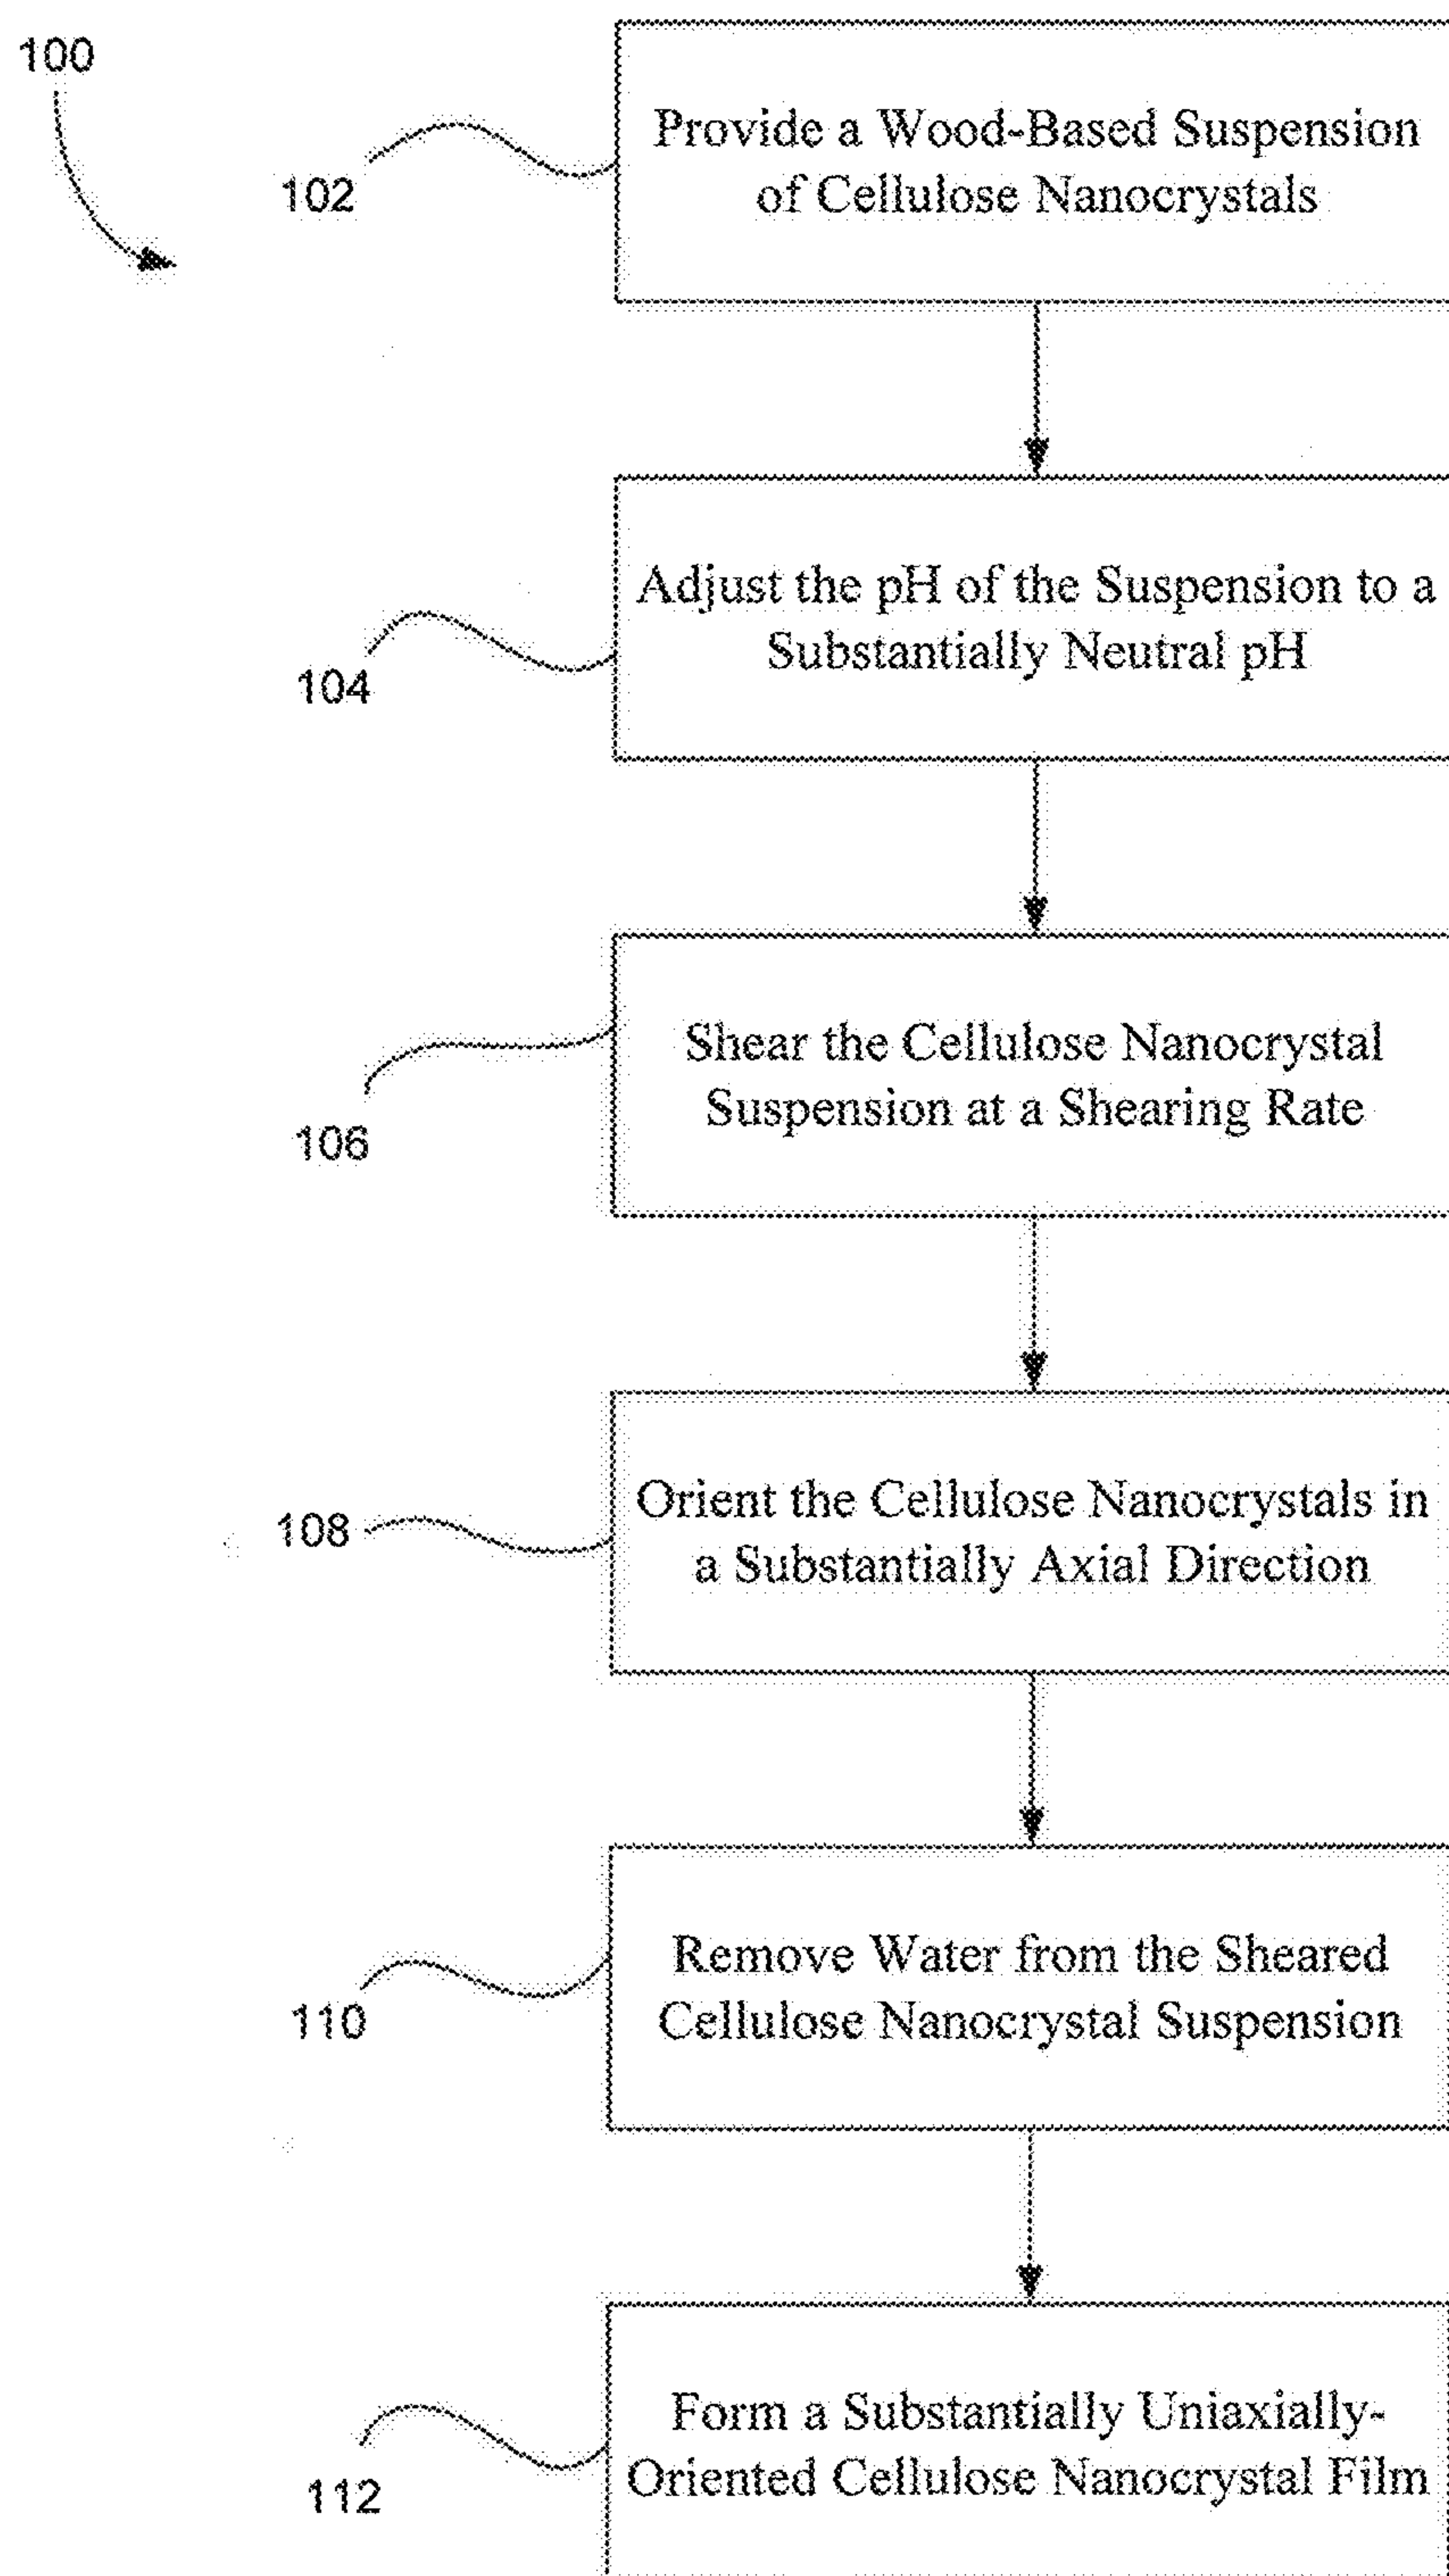 100
Provide a Wood-Based Suspension
of Cellulose Nanocrystals
102
Adjust the pH of the Suspension to a
Substantially Neutral pH
104
Shear the Cellulose Nanocrystal
Suspension at a Shearing Rate
106
Orient the Cellulose Nanocrystals in
a Substantially Axial Direction
108
Remove Water from the Sheared
Cellulose Nanocrystal Suspension
110
Form a Substantially Uniaxially-
Oriented Cellulose Nanocrystal Film
112